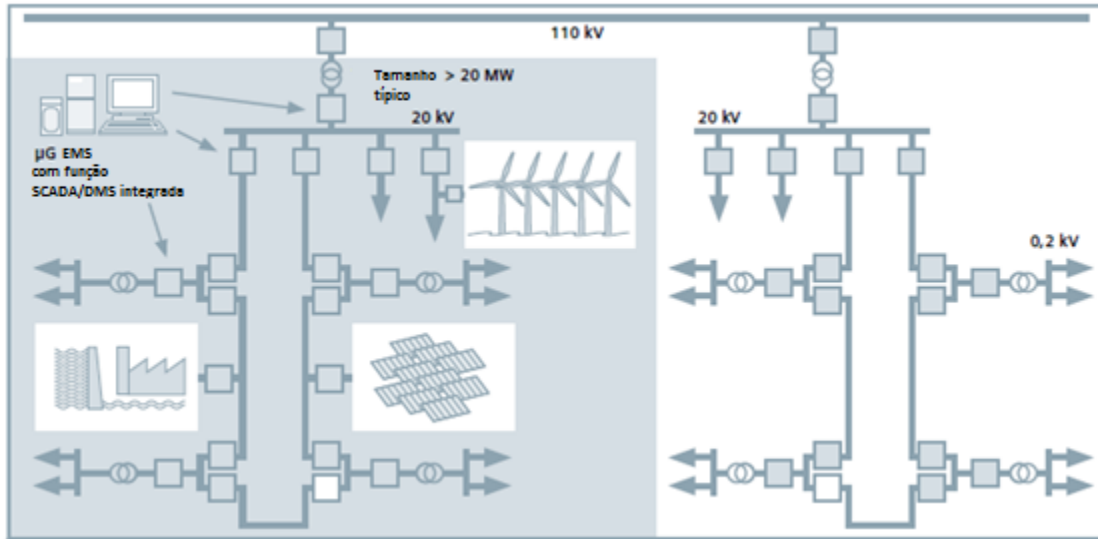 110 kV
Tamanho > 20 MW
típico
20 kV
20 kV
µG EMS
com função
SCADA/DMS integrada
0,2 kV